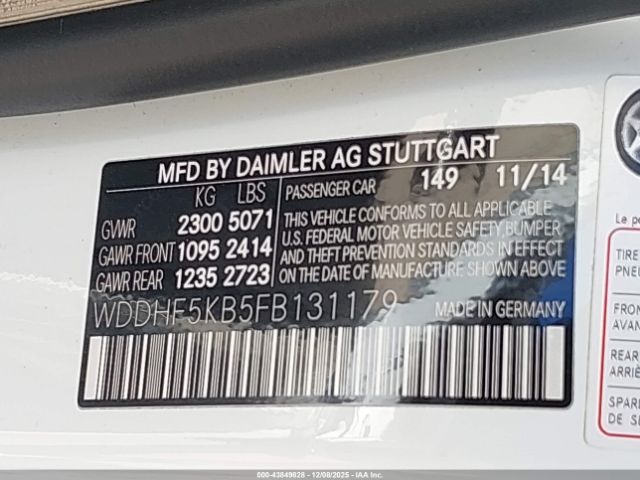 MFD BY DAIMLER AG STUTTGART
KG LBS
GVWR 2300 5071
GAWR FRONT 1095 2414
GAWR REAR 1235 2723
PASSENGER CAR 149 11/14
THIS VEHICLE CONFORMS TO ALL APPLICABLE
U.S. FEDERAL MOTOR VEHICLE SAFETY, BUMPER
AND THEFT PREVENTION STANDARDS IN EFFECT
ON THE DATE OF MANUFACTURE SHOWN ABOVE
WDDHF5KB5FB131179 MADE IN GERMANY
Le
TIRE
PNEU
FRON
AVAN
REAR
ARRIÈ
SPAR
DE
000-43849828 - 12/08/2025 - IAAHC